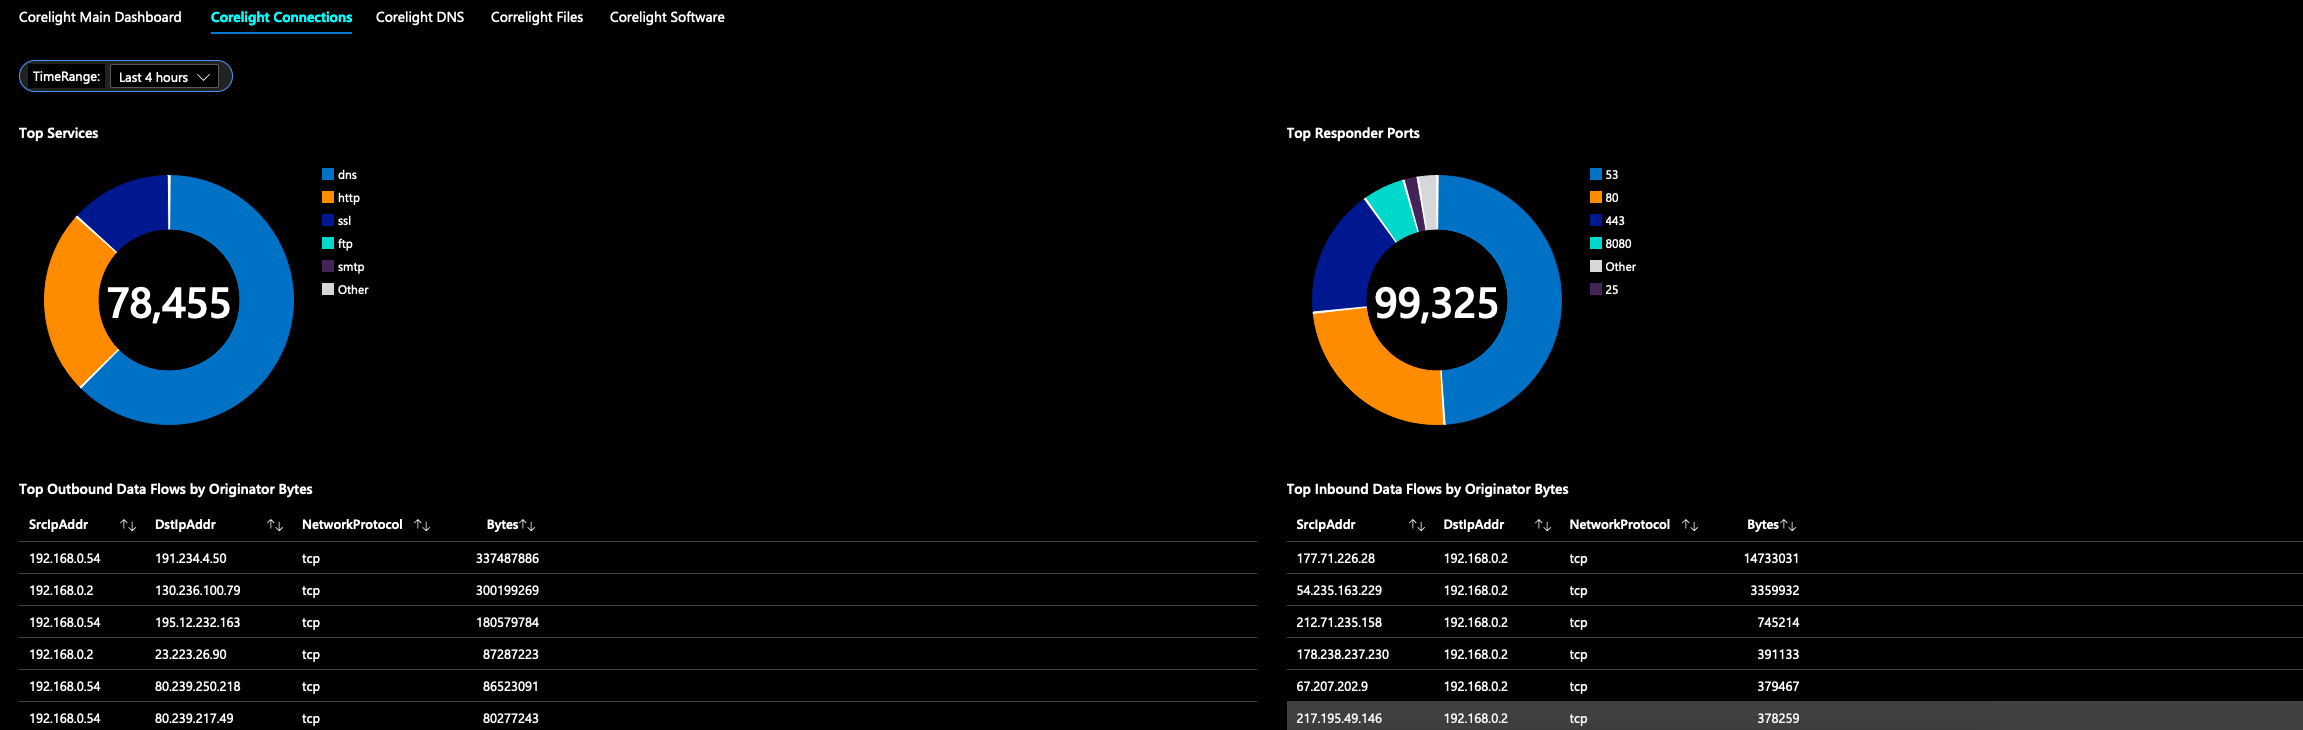 Corelight Main Dashboard Corelight Connections Corelight DNS Correlight Files Corelight Software
TimeRange: Last 4 hours
Top Services
dns
http
ssl
ftp
smtp
Other
78,455
Top Responder Ports
53
80
443
8080
Other
25
99,325
Top Outbound Data Flows by Originator Bytes
SrcIpAddr DstIpAddr NetworkProtocol Bytes
192.168.0.54 191.234.4.50 tcp 337487886
192.168.0.2 130.236.100.79 tcp 300199269
192.168.0.54 195.12.232.163 tcp 180579784
192.168.0.2 23.223.26.90 tcp 87287223
192.168.0.54 80.239.250.218 tcp 86523091
192.168.0.54 80.239.217.49 tcp 80277243
Top Inbound Data Flows by Originator Bytes
SrcIpAddr DstIpAddr NetworkProtocol Bytes
177.71.226.28 192.168.0.2 tcp 14733031
54.235.163.229 192.168.0.2 tcp 3359932
212.71.235.158 192.168.0.2 tcp 745214
178.238.237.230 192.168.0.2 tcp 391133
67.207.202.9 192.168.0.2 tcp 379467
217.195.49.146 192.168.0.2 tcp 378259